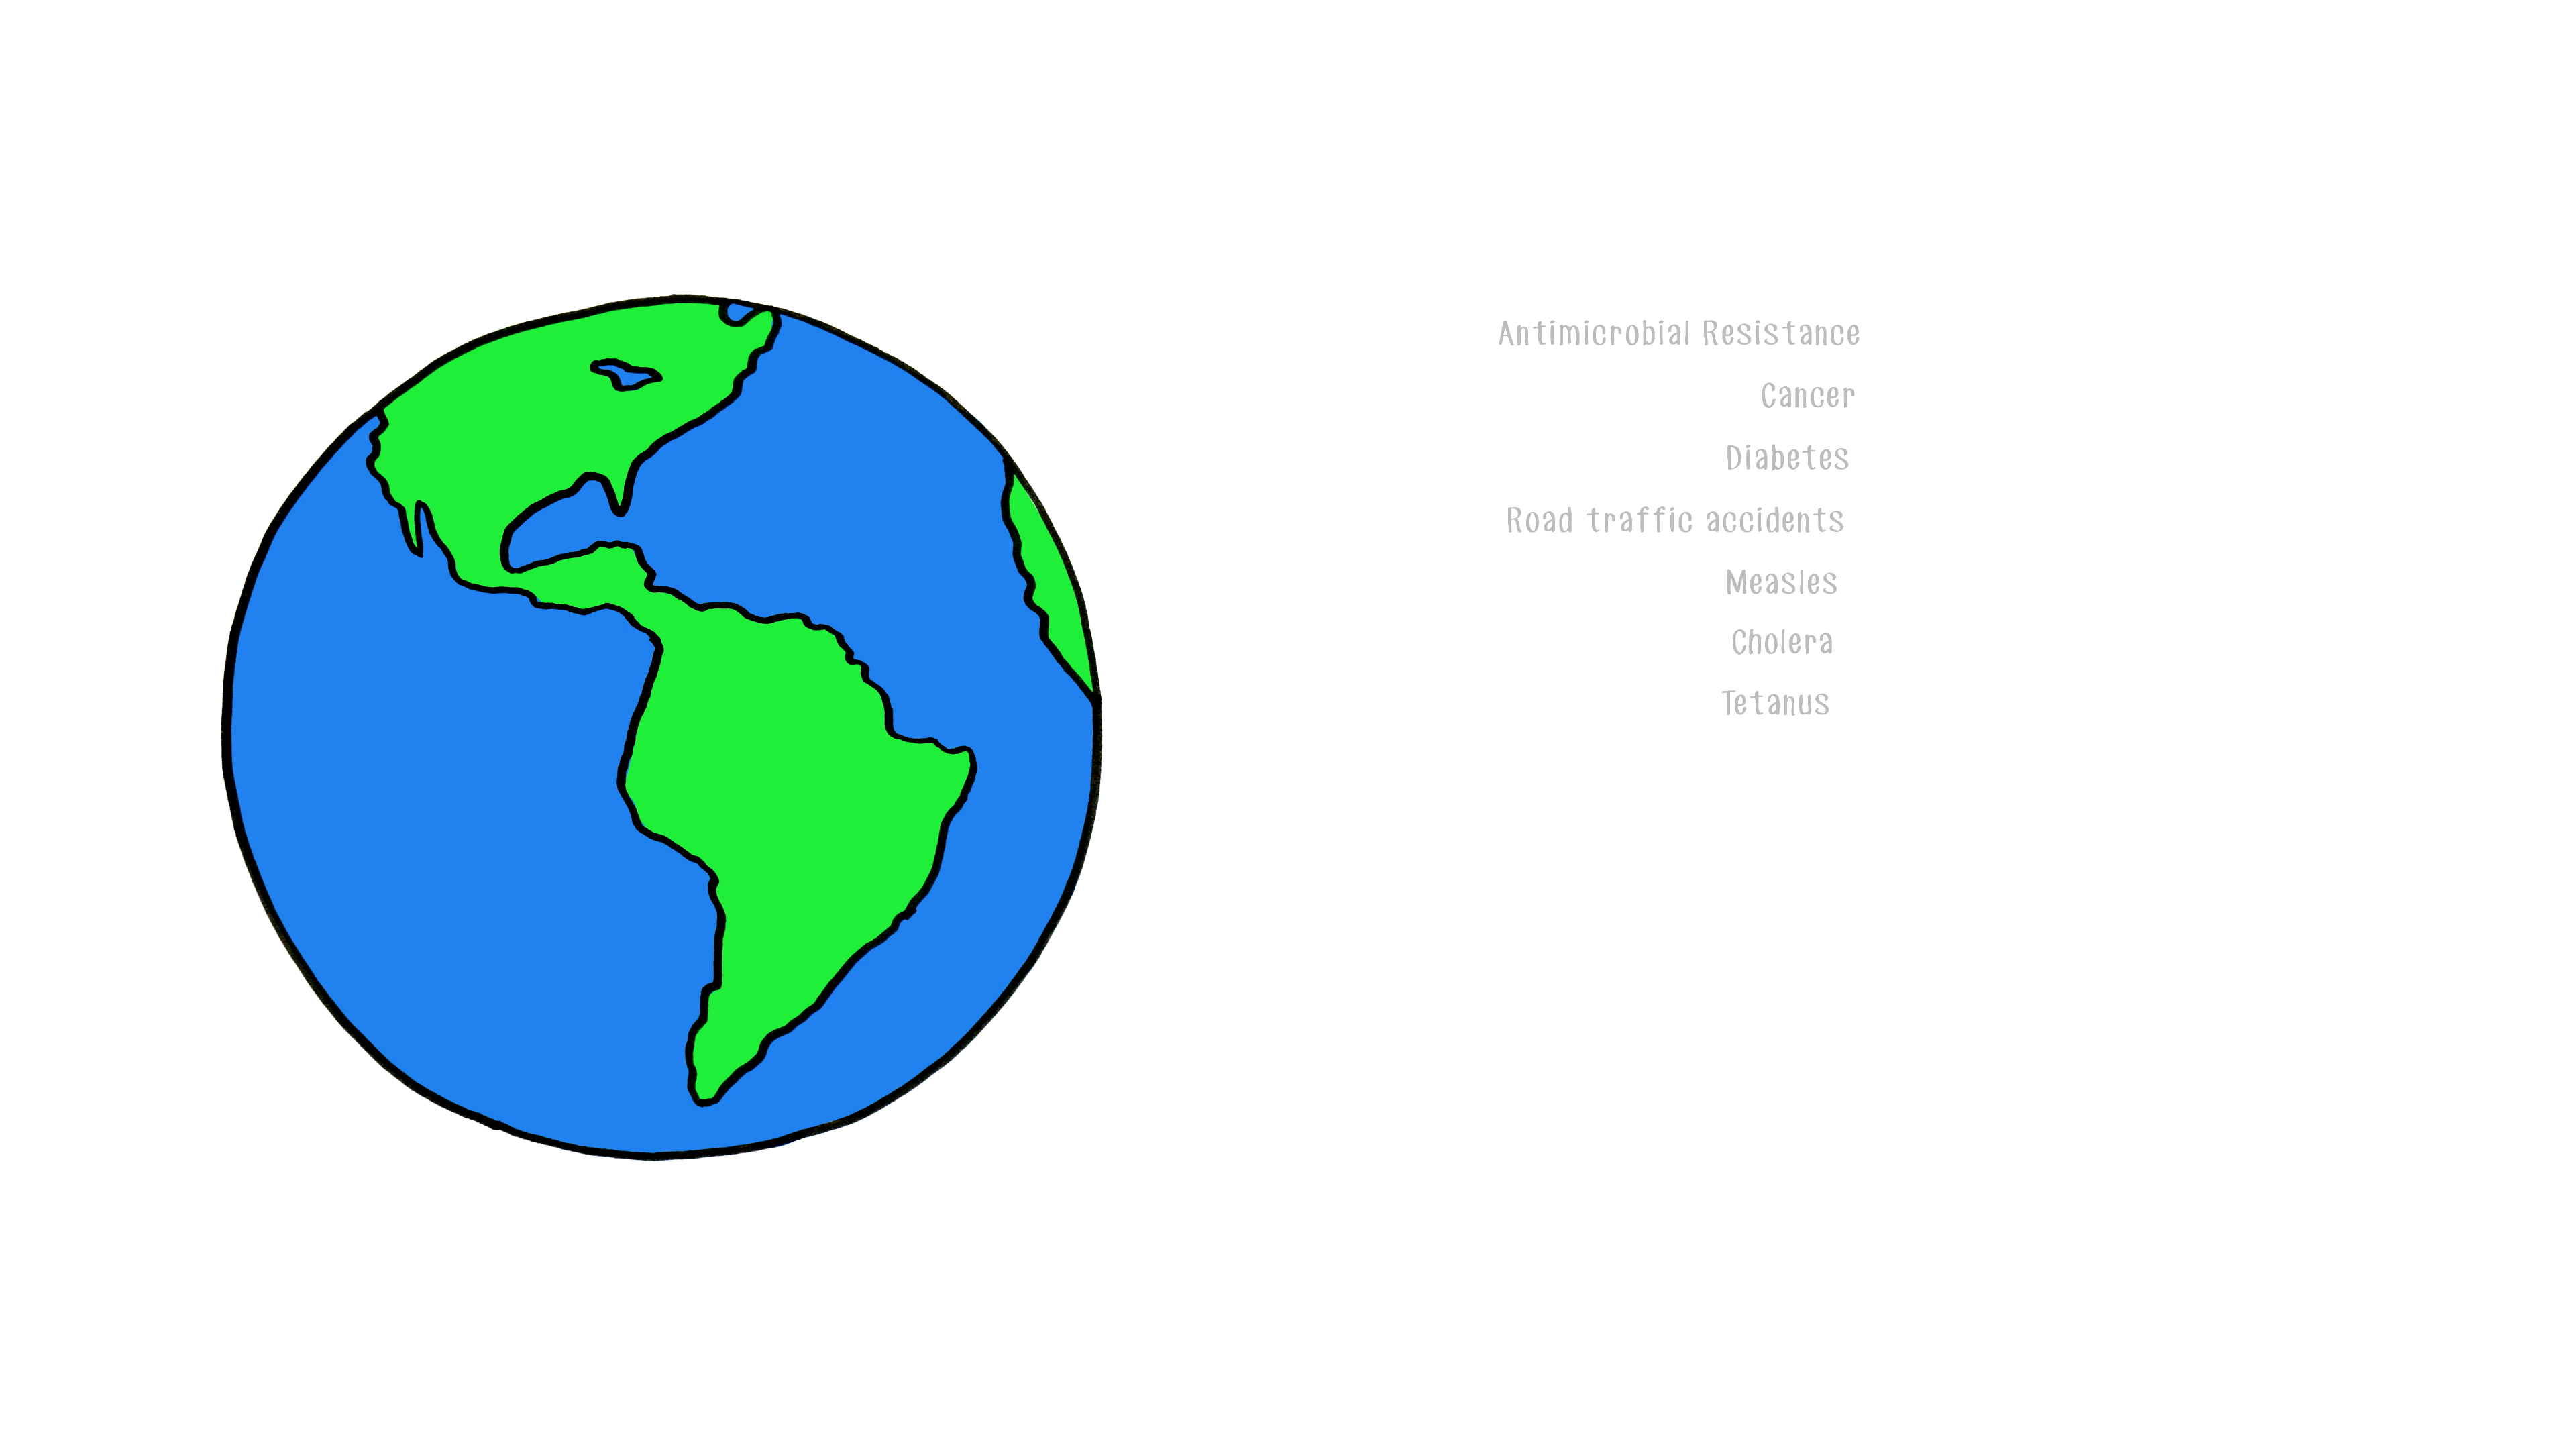 Antimicrobial Resistance
Cancer
Diabetes
Road traffic accidents
Measles
Cholera
Tetanus